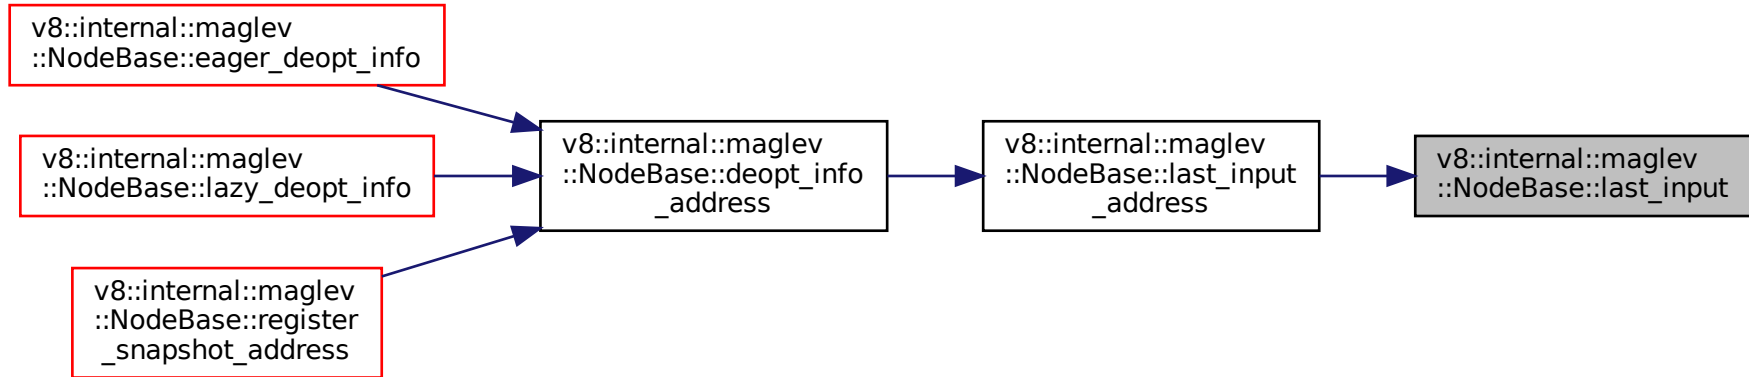 v8::internal::maglev
::NodeBase::eager_deopt_info
v8::internal::maglev
::NodeBase::lazy_deopt_info
v8::internal::maglev
::NodeBase::register
_snapshot_address
v8::internal::maglev
::NodeBase::deopt_info
_address
v8::internal::maglev
::NodeBase::last_input
_address
v8::internal::maglev
::NodeBase::last_input